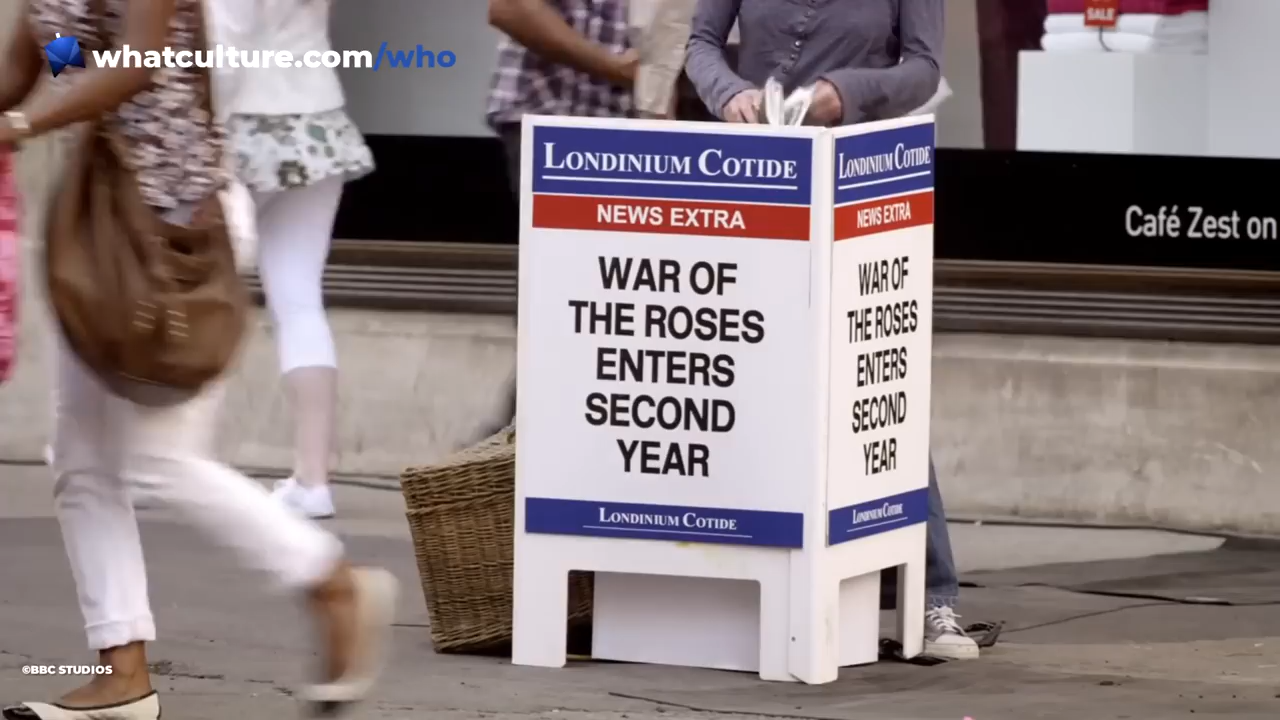 whatculture.com/who
SALE
LONDINIUM COTIDE
NEWS EXTRA
WAR OF
THE ROSES
ENTERS
SECOND
YEAR
LONDINIUM COTIDE
LONDINIUM COTIDE
NEWS EXTRA
WAR OF
THE ROSES
ENTERS
SECOND
YEAR
LONDINIUM COTIDE
Café Zest on
©BBC STUDIOS